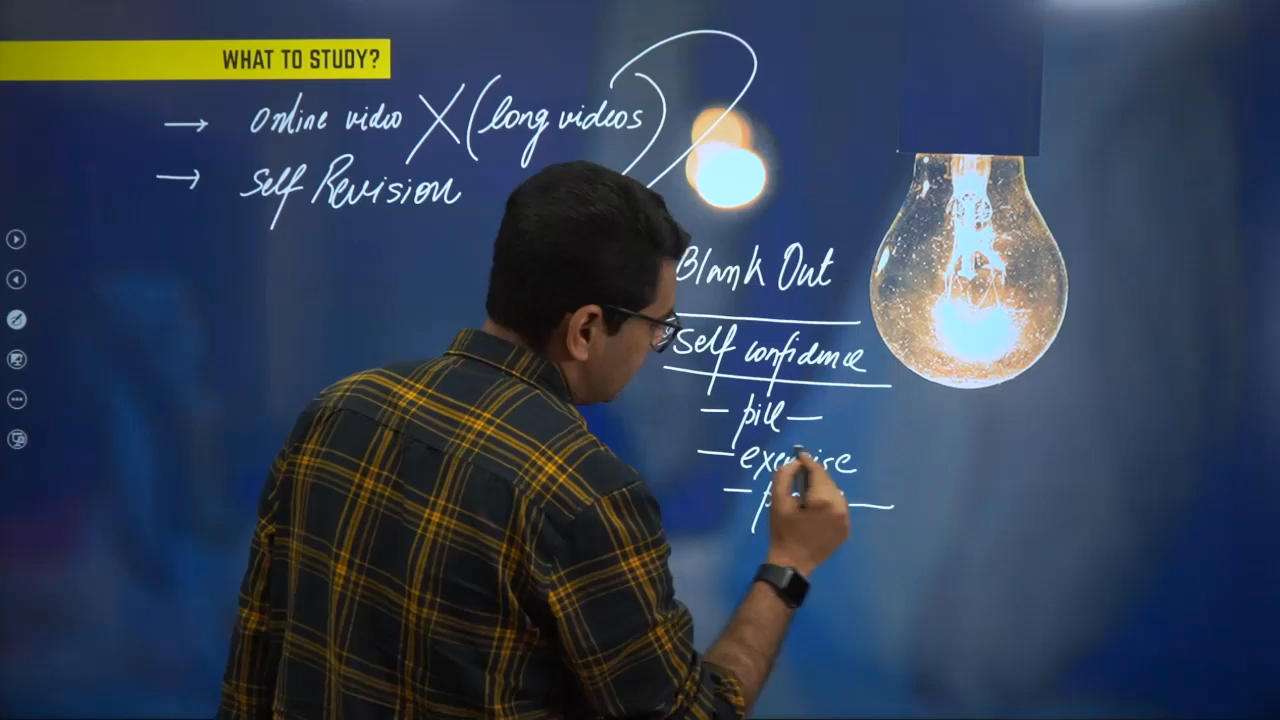 WHAT TO STUDY?
→ Online video X (long videos)
→ Self Revision
Blank Out
Self confidence
— pill —
— exercise